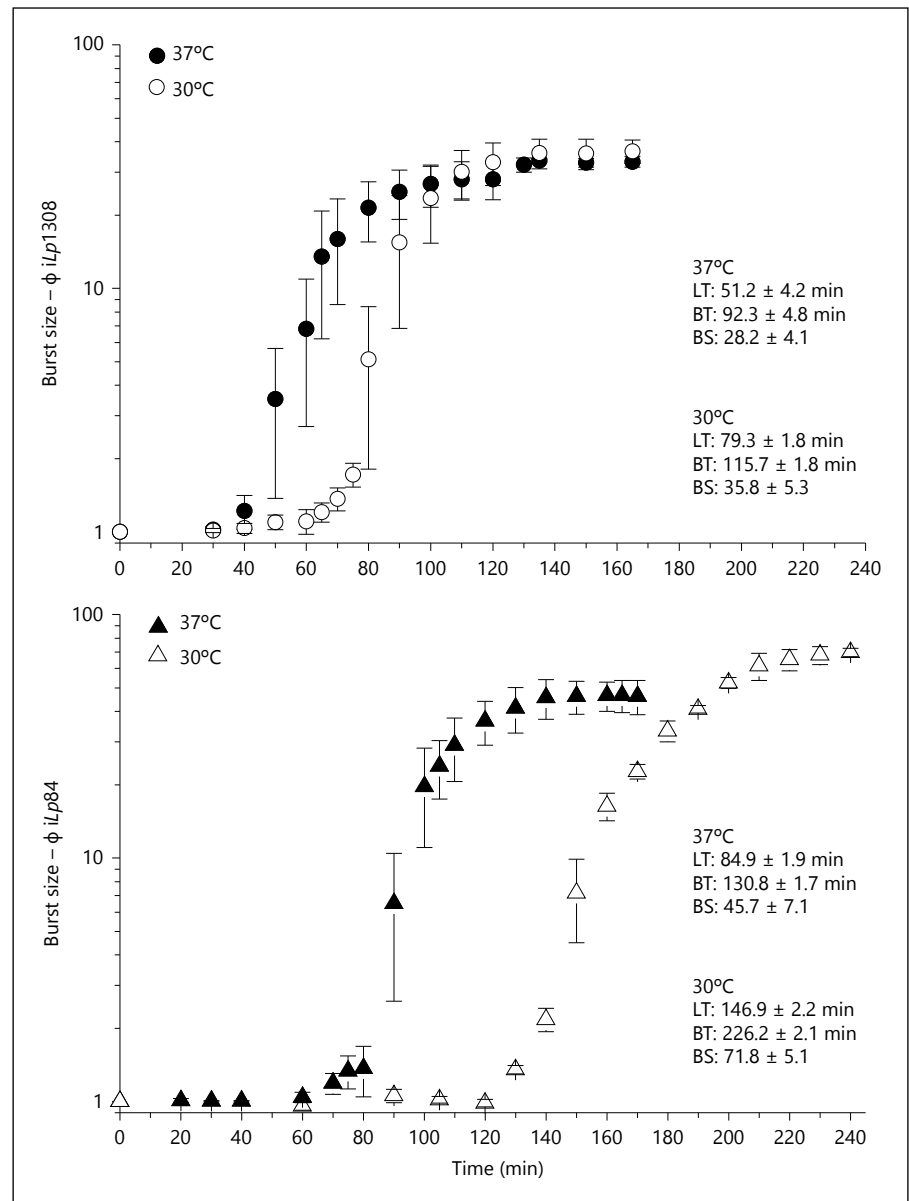 100
37ºC
30ºC
Burst size – ϕ iLp1308
10
37ºC
LT: 51.2 ± 4.2 min
BT: 92.3 ± 4.8 min
BS: 28.2 ± 4.1
30ºC
LT: 79.3 ± 1.8 min
BT: 115.7 ± 1.8 min
BS: 35.8 ± 5.3
1
0 20 40 60 80 100 120 140 160 180 200 220 240
100
37ºC
30ºC
Burst size – ϕ iLp84
10
37ºC
LT: 84.9 ± 1.9 min
BT: 130.8 ± 1.7 min
BS: 45.7 ± 7.1
30ºC
LT: 146.9 ± 2.2 min
BT: 226.2 ± 2.1 min
BS: 71.8 ± 5.1
1
0 20 40 60 80 100 120 140 160 180 200 220 240
Time (min)